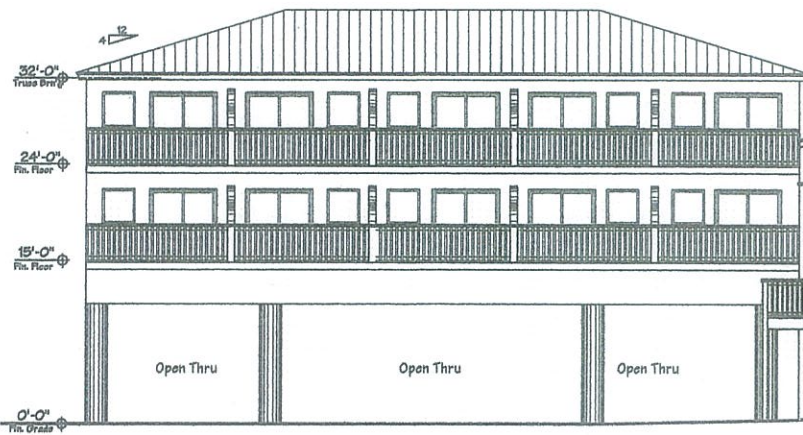 12
4
32'-0"
Truss Brn'g
24'-0"
Fin. Floor
15'-0"
Fin. Floor
Open Thru
Open Thru
Open Thru
0'-0"
Fin. Grade